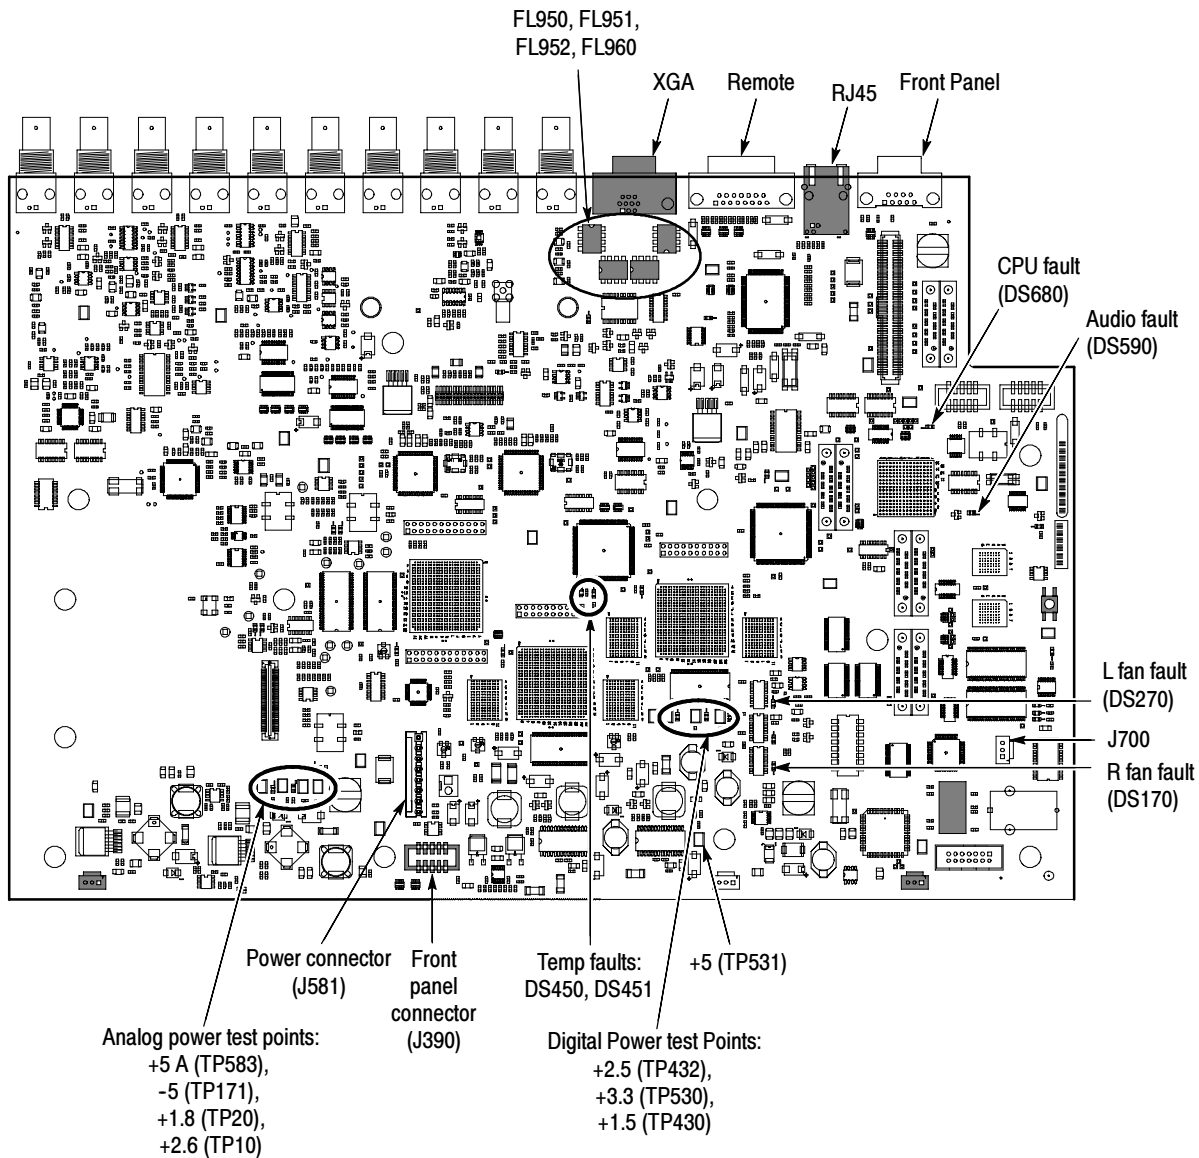 FL950, FL951,
FL952, FL960
XGA
Remote
RJ45
Front Panel
CPU fault
(DS680)
Audio fault
(DS590)
L fan fault
(DS270)
J700
R fan fault
(DS170)
Power connector
(J581)
Front
panel
connector
(J390)
Temp faults:
DS450, DS451
+5 (TP531)
Analog power test points:
+5 A (TP583),
-5 (TP171),
+1.8 (TP20),
+2.6 (TP10)
Digital Power test Points:
+2.5 (TP432),
+3.3 (TP530),
+1.5 (TP430)